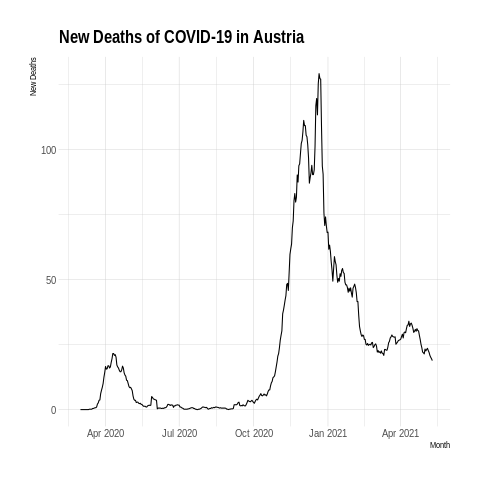 New Deaths of COVID-19 in Austria
New Deaths
100
50
0
Apr 2020 Jul 2020 Oct 2020 Jan 2021 Apr 2021
Month